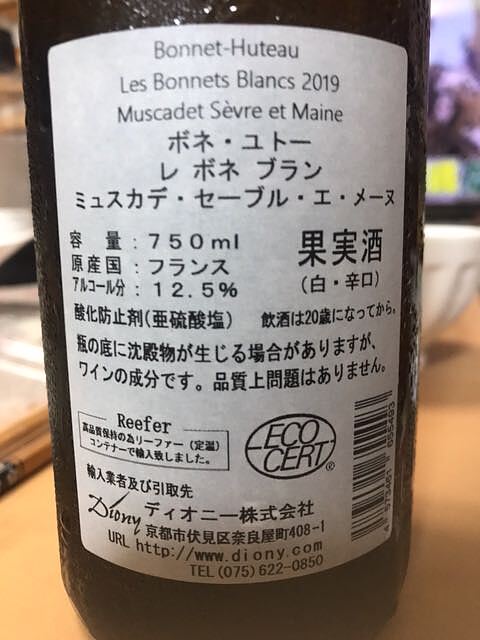 Bonnet-Huteau
Les Bonnets Blancs 2019
Muscadet Sèvre et Maine
ボネ・ユトー
レ ボネ ブラン
ミュスカデ・セーブル・エ・メーヌ
容 量：750ml
原産国：フランス
アルコール分：12.5%
果実酒
（白・辛口）
酸化防止剤(亜硫酸塩) 飲酒は20歳になってから。
瓶の底に沈殿物が生じる場合がありますが、
ワインの成分です。品質上問題はありません。
Reefer
高品質保持の為リーファー（定温）
コンテナーで輸入致しました。
ECO
CERT®
輸入業者及び引取先
Diony ディオニー株式会社
京都市伏見区奈良屋町408-1
URL http://www.diony.com
TEL(075)622-0850